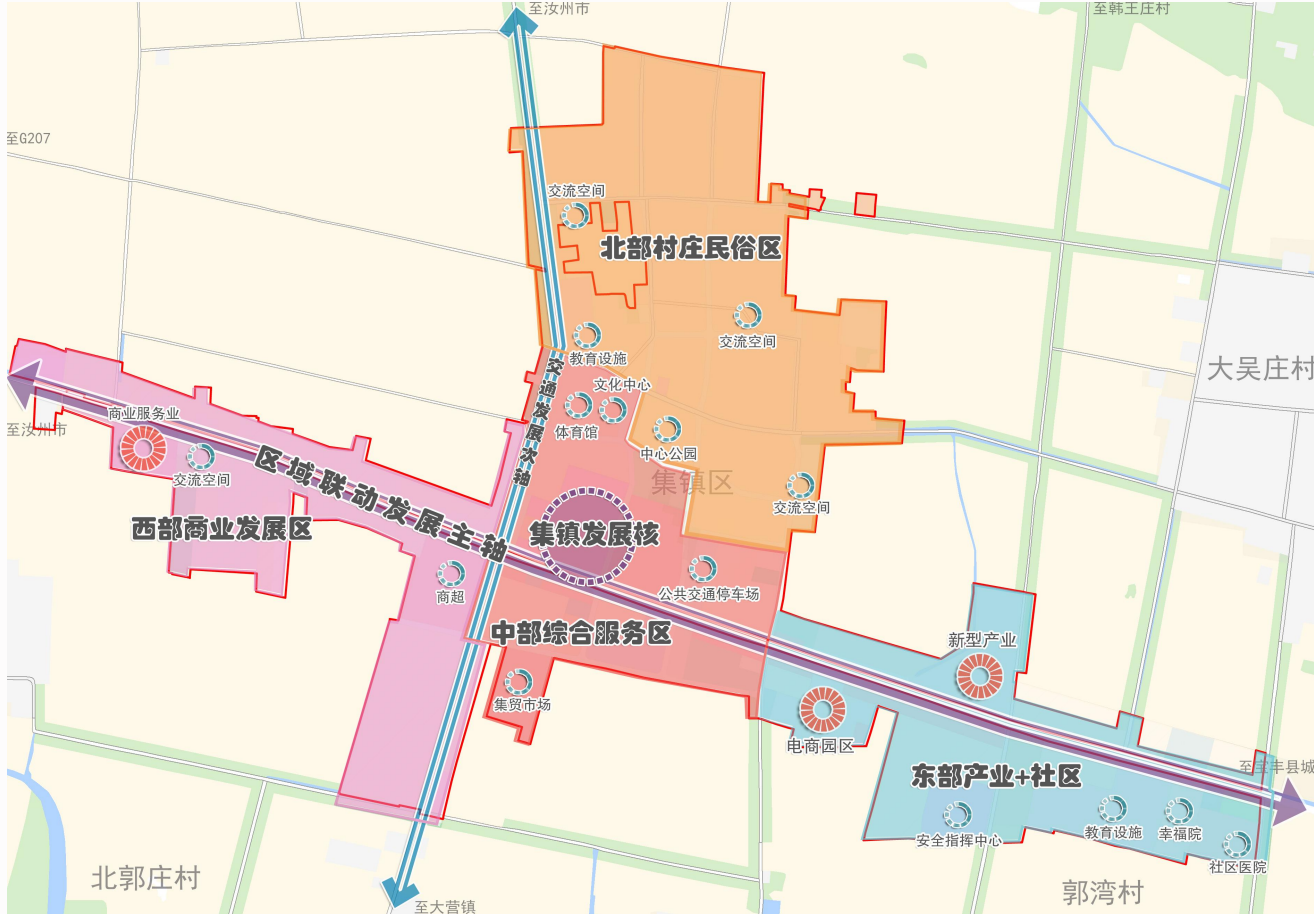 至汝州市
至韩王庄村
至G207
交流空间
北部村庄民俗区
交流空间
教育设施
大吴庄村
交通发展次轴
文化中心
体育馆
商业服务业
至汝州市
中心公园
交流空间
区域联动发展主轴
集镇区
交流空间
西部商业发展区
集镇发展核
商超
公共交通停车场
中部综合服务区
新型产业
集贸市场
电商园区
东部产业+社区
至宝丰县城
安全指挥中心
教育设施
幸福院
社区医院
北郭庄村
郭湾村
至大营镇